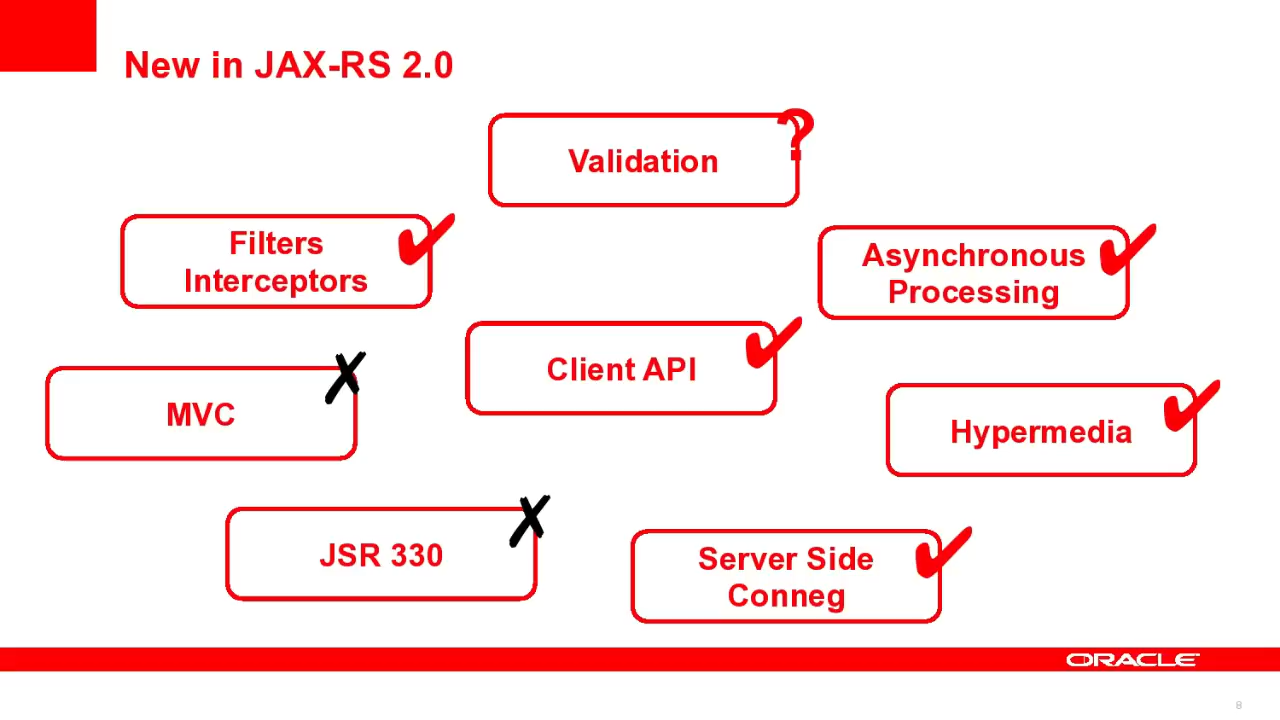 New in JAX-RS 2.0
Validation
?
Filters
Interceptors
✔
Asynchronous
Processing
✔
Client API
✔
MVC
✗
Hypermedia
✔
JSR 330
✗
Server Side
Conneg
✔
ORACLE
8